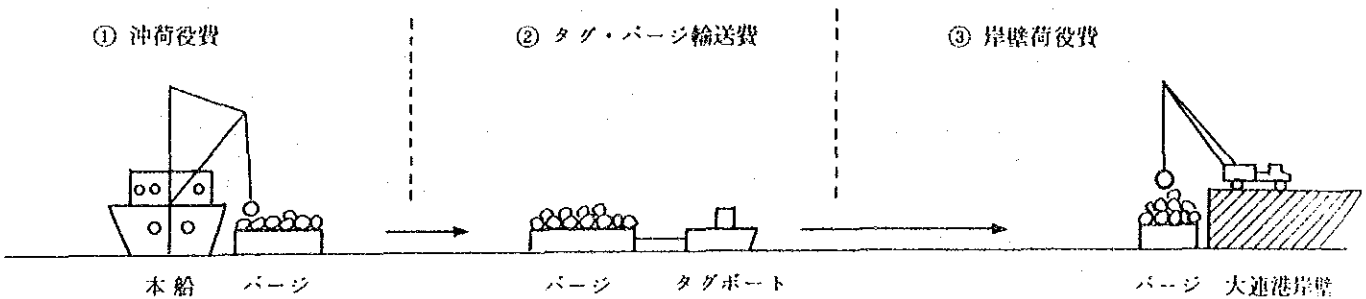 ① 沖荷役費
② タグ・バージ輸送費
③ 岸壁荷役費
本船
バージ
バージ
タグボート
バージ
大連港岸壁